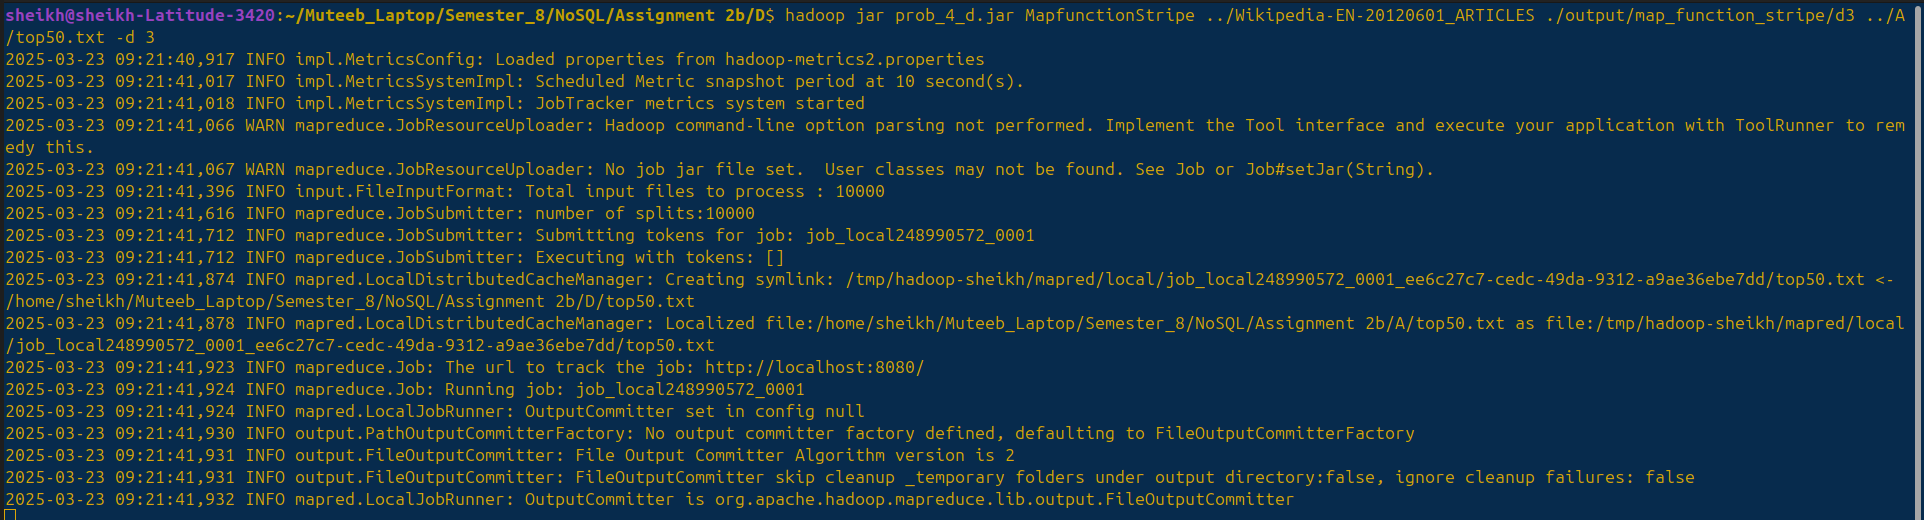 sheikh@sheikh-Latitude-3420:~/Muteeb_Laptop/Semester_8/NoSQL/Assignment 2b/D$ hadoop jar prob_4_d.jar MapfunctionStripe ../Wikipedia-EN-20120601_ARTICLES ./output/map_function_stripe/d3 ../A
/top50.txt -d 3
2025-03-23 09:21:40,917 INFO impl.MetricsConfig: Loaded properties from hadoop-metrics2.properties
2025-03-23 09:21:41,017 INFO impl.MetricsSystemImpl: Scheduled Metric snapshot period at 10 second(s).
2025-03-23 09:21:41,018 INFO impl.MetricsSystemImpl: JobTracker metrics system started
2025-03-23 09:21:41,066 WARN mapreduce.JobResourceUploader: Hadoop command-line option parsing not performed. Implement the Tool interface and execute your application with ToolRunner to rem
edy this.
2025-03-23 09:21:41,067 WARN mapreduce.JobResourceUploader: No job jar file set.  User classes may not be found. See Job or Job#setJar(String).
2025-03-23 09:21:41,396 INFO input.FileInputFormat: Total input files to process : 10000
2025-03-23 09:21:41,616 INFO mapreduce.JobSubmitter: number of splits:10000
2025-03-23 09:21:41,712 INFO mapreduce.JobSubmitter: Submitting tokens for job: job_local248990572_0001
2025-03-23 09:21:41,712 INFO mapreduce.JobSubmitter: Executing with tokens: []
2025-03-23 09:21:41,874 INFO mapred.LocalDistributedCacheManager: Creating symlink: /tmp/hadoop-sheikh/mapred/local/job_local248990572_0001_ee6c27c7-cedc-49da-9312-a9ae36ebe7dd/top50.txt <-
/home/sheikh/Muteeb_Laptop/Semester_8/NoSQL/Assignment 2b/D/top50.txt
2025-03-23 09:21:41,878 INFO mapred.LocalDistributedCacheManager: Localized file:/home/sheikh/Muteeb_Laptop/Semester_8/NoSQL/Assignment 2b/A/top50.txt as file:/tmp/hadoop-sheikh/mapred/local
/job_local248990572_0001_ee6c27c7-cedc-49da-9312-a9ae36ebe7dd/top50.txt
2025-03-23 09:21:41,923 INFO mapreduce.Job: The url to track the job: http://localhost:8080/
2025-03-23 09:21:41,924 INFO mapreduce.Job: Running job: job_local248990572_0001
2025-03-23 09:21:41,924 INFO mapred.LocalJobRunner: OutputCommitter set in config null
2025-03-23 09:21:41,930 INFO output.PathOutputCommitterFactory: No output committer factory defined, defaulting to FileOutputCommitterFactory
2025-03-23 09:21:41,931 INFO output.FileOutputCommitter: File Output Committer Algorithm version is 2
2025-03-23 09:21:41,931 INFO output.FileOutputCommitter: FileOutputCommitter skip cleanup _temporary folders under output directory:false, ignore cleanup failures: false
2025-03-23 09:21:41,932 INFO mapred.LocalJobRunner: OutputCommitter is org.apache.hadoop.mapreduce.lib.output.FileOutputCommitter